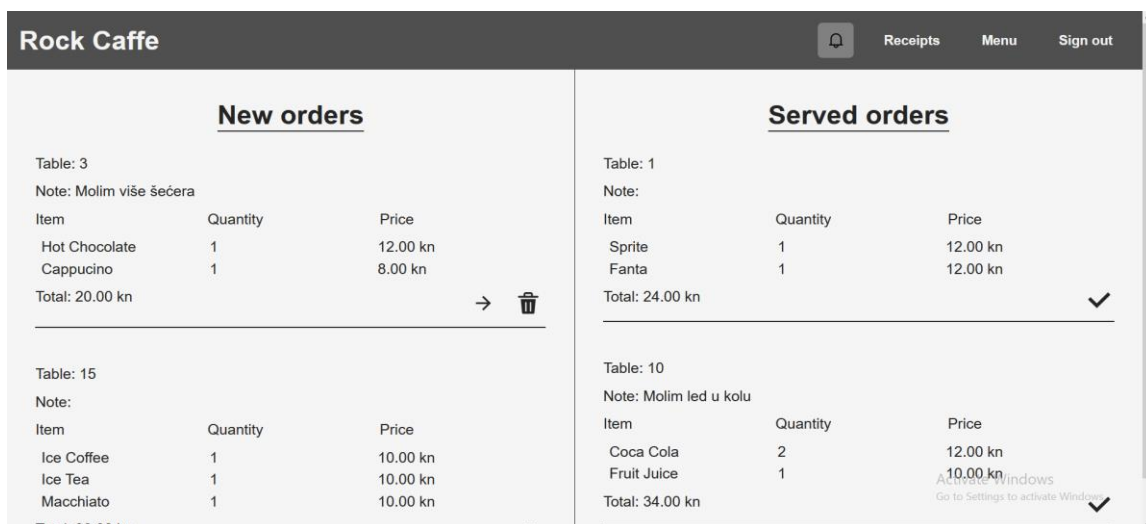 Rock Caffe
Receipts Menu Sign out
New orders
Table: 3
Note: Molim više šećera
Item Quantity Price
Hot Chocolate 1 12.00 kn
Cappucino 1 8.00 kn
Total: 20.00 kn
Table: 15
Note:
Item Quantity Price
Ice Coffee 1 10.00 kn
Ice Tea 1 10.00 kn
Macchiato 1 10.00 kn
Served orders
Table: 1
Note:
Item Quantity Price
Sprite 1 12.00 kn
Fanta 1 12.00 kn
Total: 24.00 kn
Table: 10
Note: Molim led u kolu
Item Quantity Price
Coca Cola 2 12.00 kn
Fruit Juice 1 10.00 kn
Total: 34.00 kn
Activate Windows
Go to Settings to activate Windows.